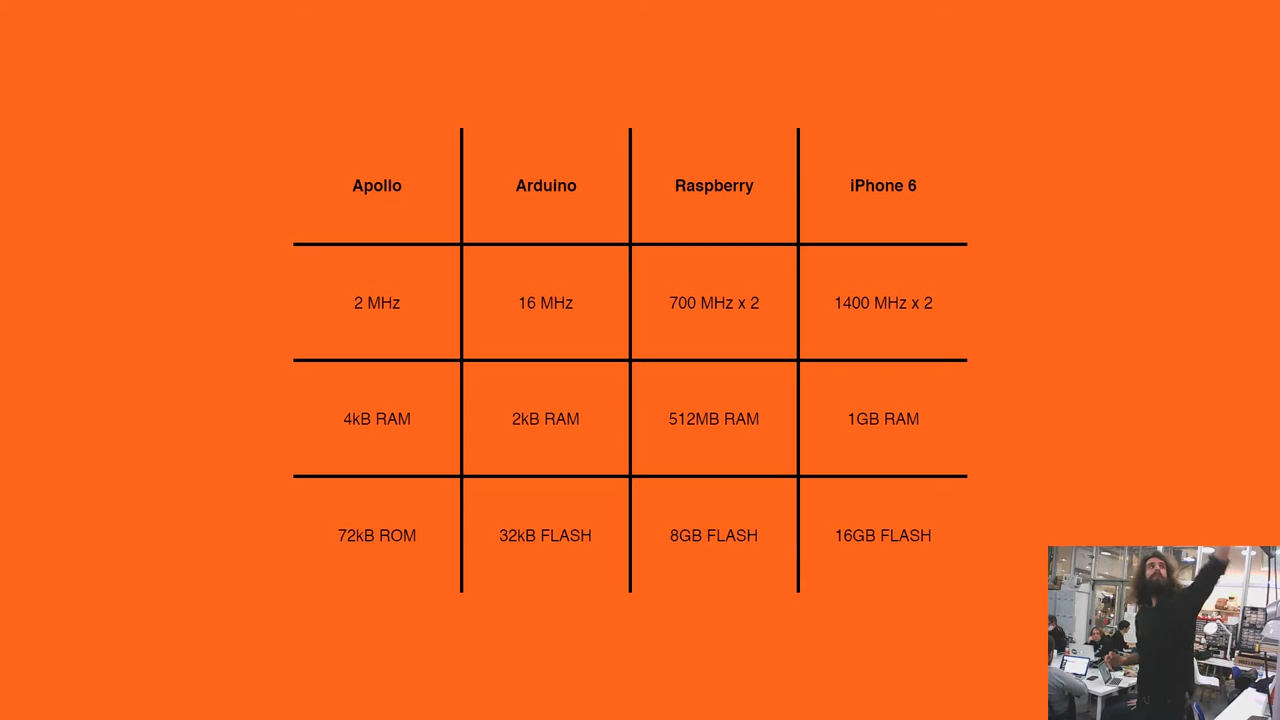 Apollo Arduino Raspberry iPhone 6
2 MHz 16 MHz 700 MHz x 2 1400 MHz x 2
4kB RAM 2kB RAM 512MB RAM 1GB RAM
72kB ROM 32kB FLASH 8GB FLASH 16GB FLASH